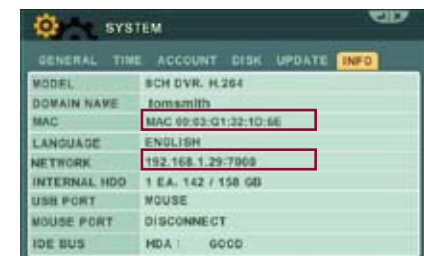 SYSTEM
GENERAL TIME ACCOUNT DISK UPDATE INFO
MODEL 8CH DVR. H.264
DOMAIN NAME tomsmith
MAC MAC 00:03:G1:32:1D:6E
LANGUAGE ENGLISH
NETWORK 192.168.1.29:7000
INTERNAL HDD 1 EA. 142 / 158 GB
USB PORT MOUSE
MOUSE PORT DISCONNECT
IDE BUS HDA : GOOD